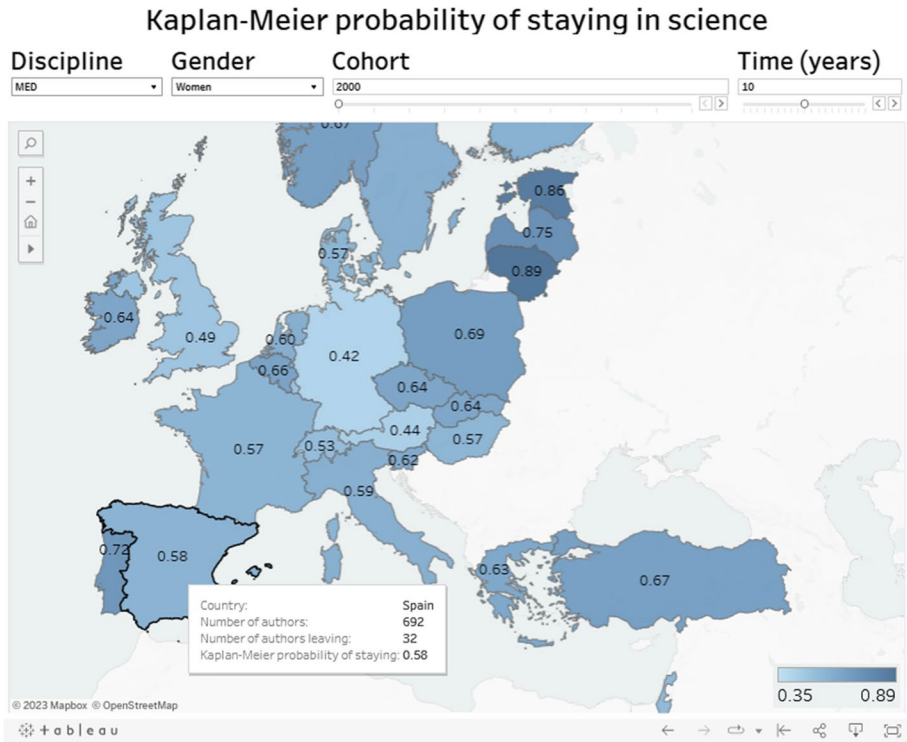 Kaplan-Meier probability of staying in science
Discipline Gender Cohort Time (years)
MED Women 2000 10
0.67
0.86
0.75
0.57
0.89
0.64
0.49
0.60
0.69
0.42
0.66
0.64
0.64
0.44
0.57
0.53
0.57
0.62
0.59
0.72
0.58
0.63
0.67
Country: Spain
Number of authors: 692
Number of authors leaving: 32
Kaplan-Meier probability of staying: 0.58
0.35 0.89
© 2023 Mapbox © OpenStreetMap
+ableau